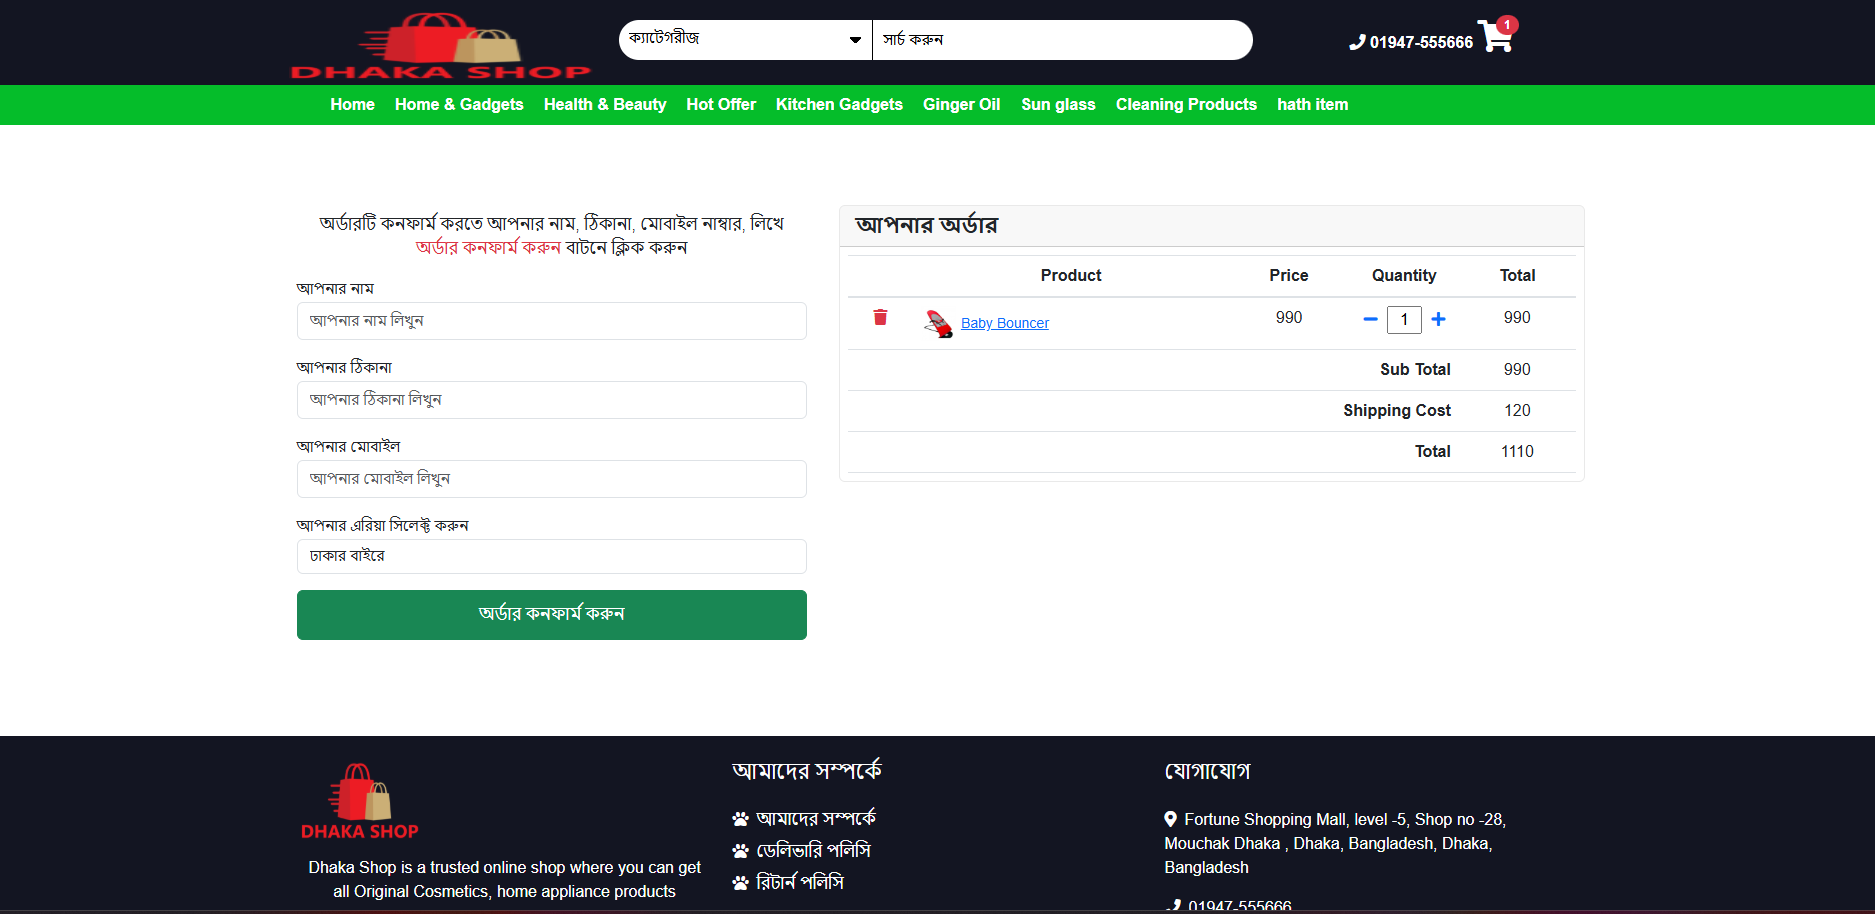 DHAKA SHOP
ক্যাটেগরীজ
সার্চ করুন
01947-555666
1
Home Home & Gadgets Health & Beauty Hot Offer Kitchen Gadgets Ginger Oil Sun glass Cleaning Products hath item
অর্ডারটি কনফার্ম করতে আপনার নাম, ঠিকানা, মোবাইল নাম্বার, লিখে
অর্ডার কনফার্ম করুন বাটনে ক্লিক করুন
আপনার নাম
আপনার নাম লিখুন
আপনার ঠিকানা
আপনার ঠিকানা লিখুন
আপনার মোবাইল
আপনার মোবাইল লিখুন
আপনার এরিয়া সিলেক্ট করুন
ঢাকার বাইরে
অর্ডার কনফার্ম করুন
আপনার অর্ডার
Product Price Quantity Total
Baby Bouncer 990 1 990
Sub Total 990
Shipping Cost 120
Total 1110
DHAKA SHOP
Dhaka Shop is a trusted online shop where you can get
all Original Cosmetics, home appliance products
আমাদের সম্পর্কে
আমাদের সম্পর্কে
ডেলিভারি পলিসি
রিটার্ন পলিসি
যোগাযোগ
Fortune Shopping Mall, level -5, Shop no -28,
Mouchak Dhaka , Dhaka, Bangladesh, Dhaka,
Bangladesh
01947-555666